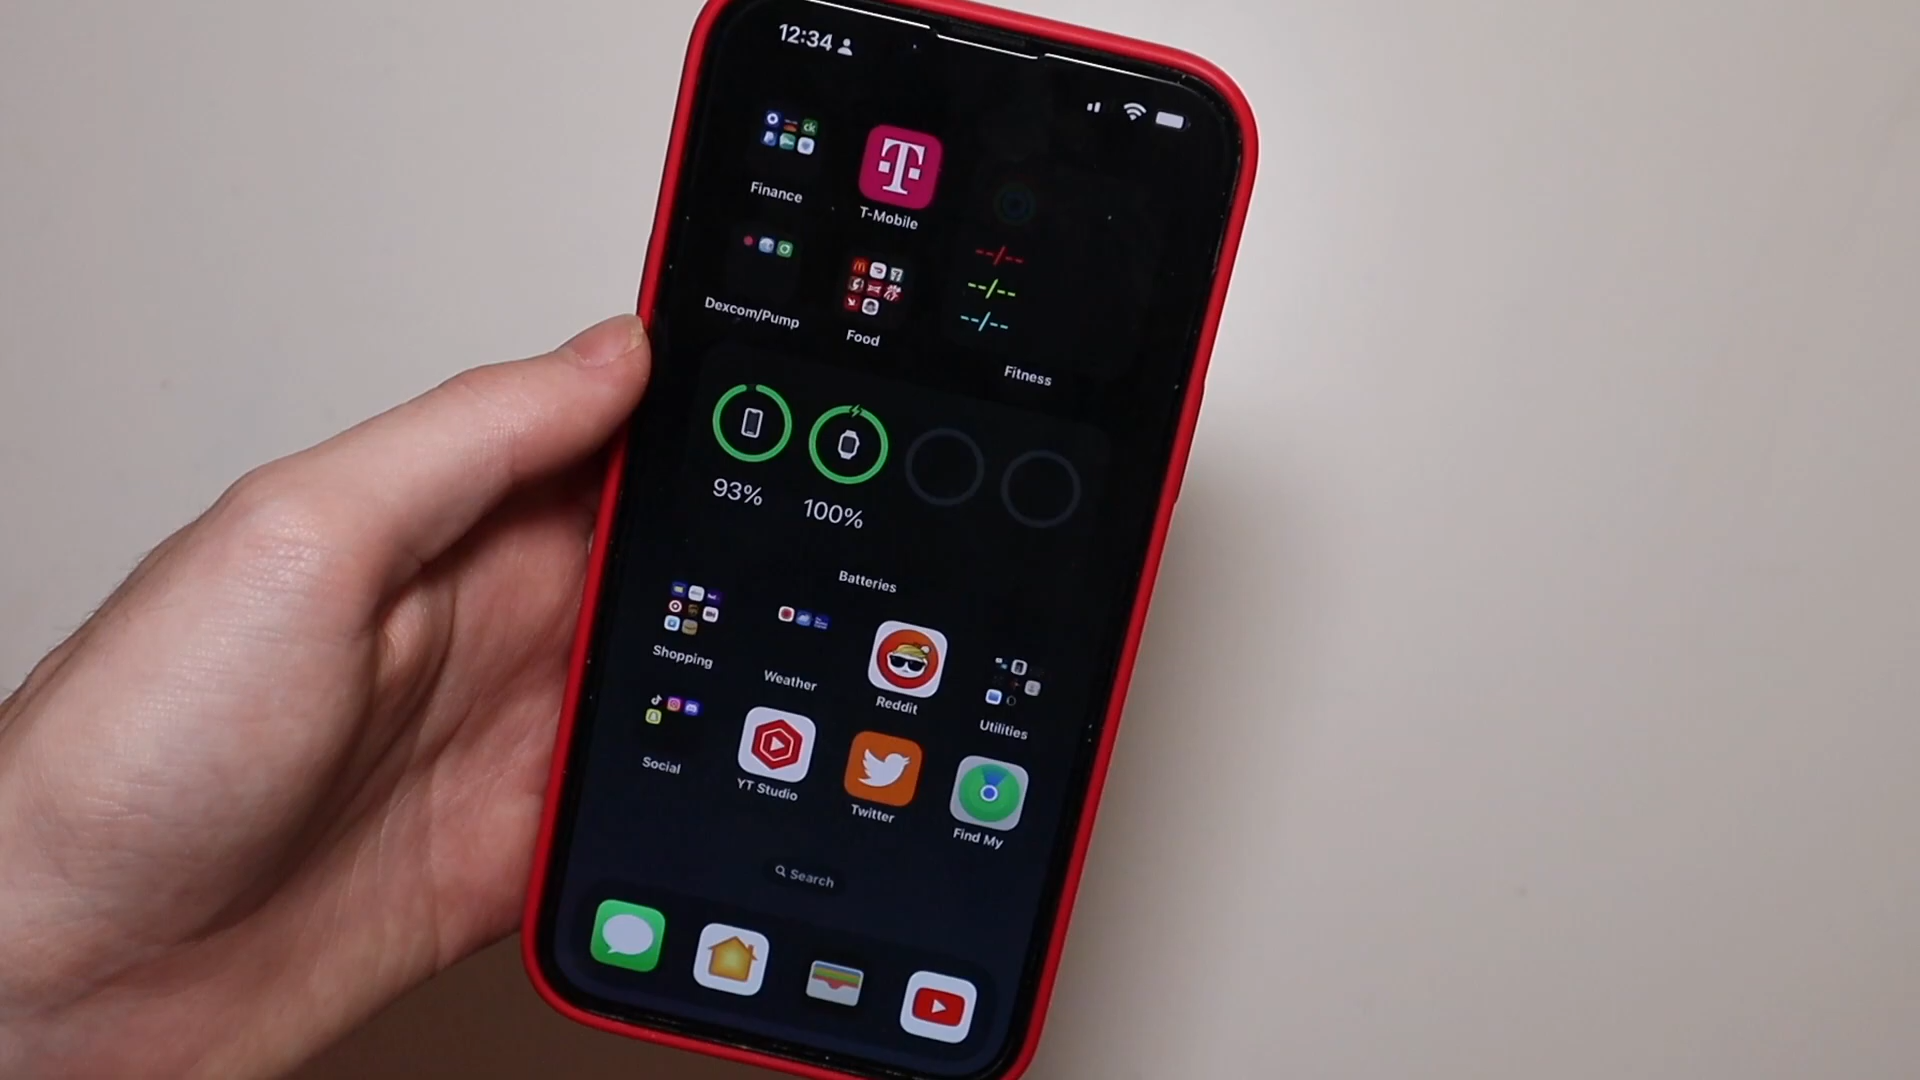 12:34
Finance
T-Mobile
Dexcom/Pump
Food
--/--
--/--
--/--
Fitness
93%
100%
Batteries
Shopping
Weather
Reddit
Utilities
Social
YT Studio
Twitter
Find My
Search